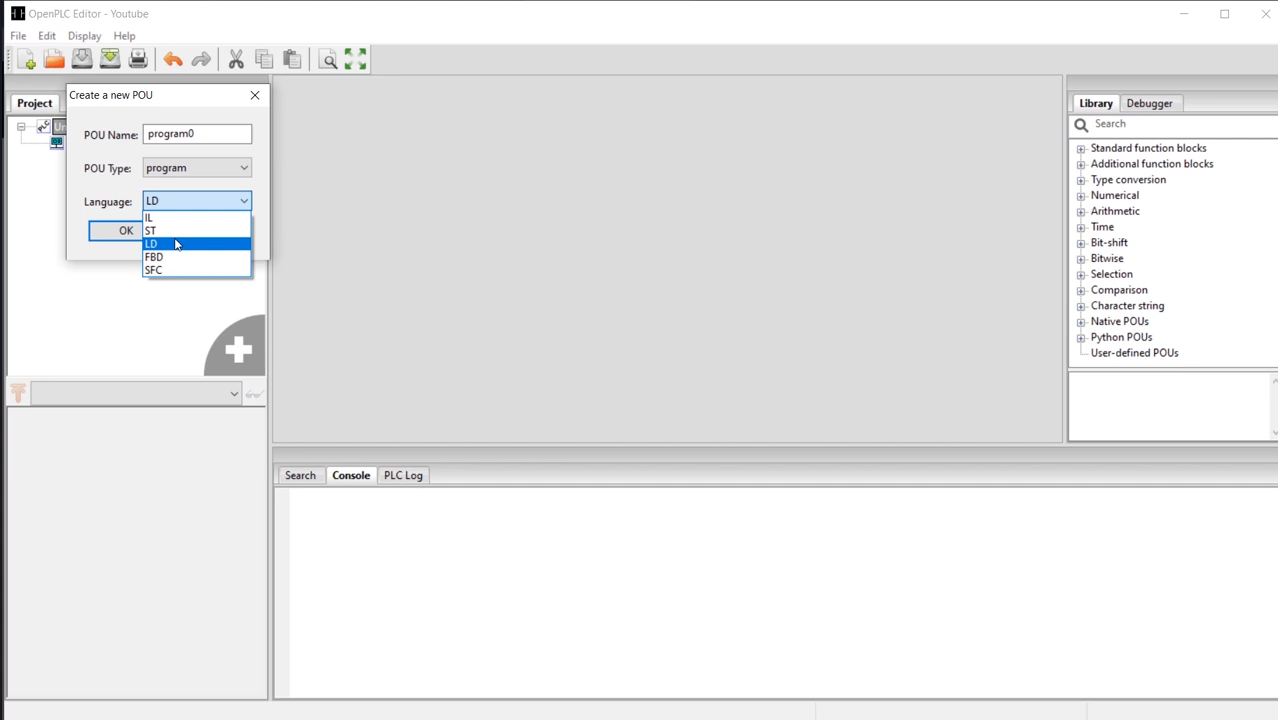 OpenPLC Editor - Youtube
File Edit Display Help
Create a new POU
Project
POU Name: program0
POU Type: program
Language: LD
IL
ST
LD
FBD
SFC
OK
Library Debugger
Search
Standard function blocks
Additional function blocks
Type conversion
Numerical
Arithmetic
Time
Bit-shift
Bitwise
Selection
Comparison
Character string
Native POUs
Python POUs
User-defined POUs
Search Console PLC Log